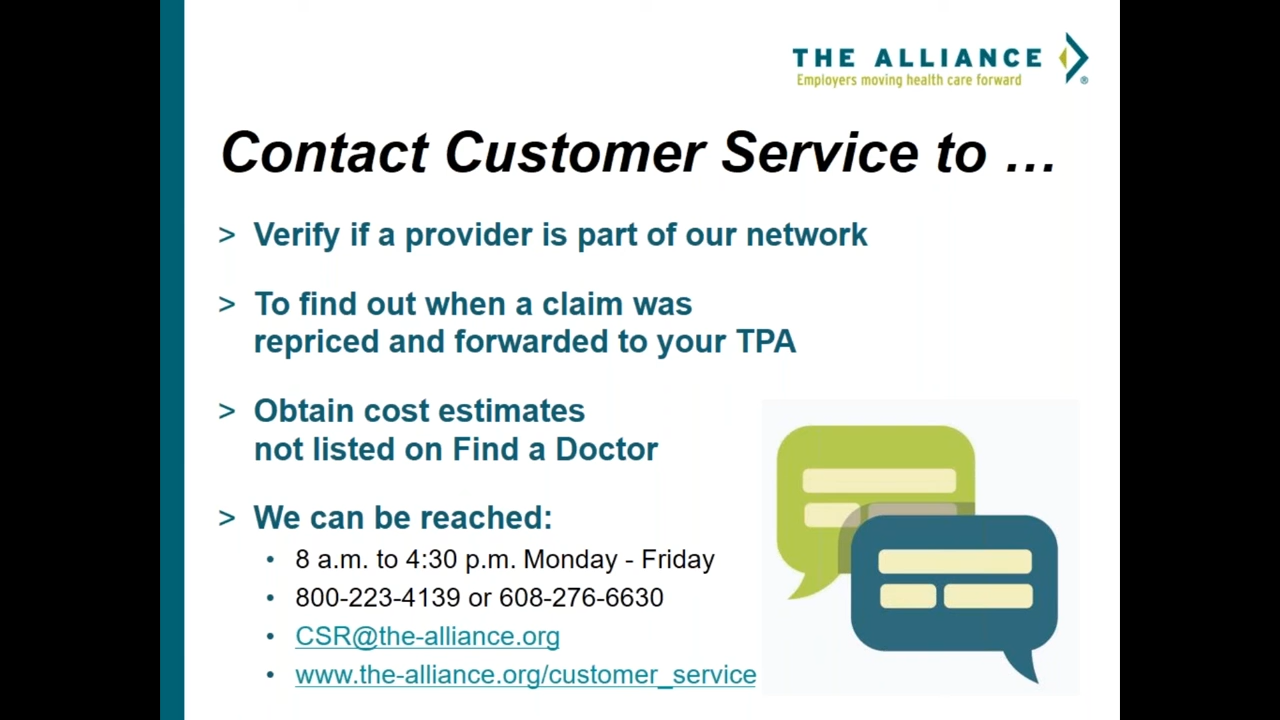 THE ALLIANCE
Employers moving health care forward
®
Contact Customer Service to …
> Verify if a provider is part of our network
> To find out when a claim was
repriced and forwarded to your TPA
> Obtain cost estimates
not listed on Find a Doctor
> We can be reached:
• 8 a.m. to 4:30 p.m. Monday - Friday
• 800-223-4139 or 608-276-6630
• CSR@the-alliance.org
• www.the-alliance.org/customer_service